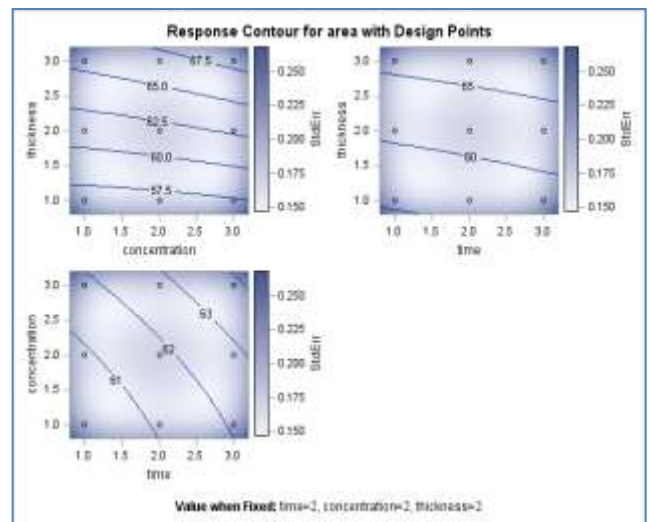 Response Contour for area with Design Points
thickness
3.0
2.5
2.0
1.5
1.0
67.5
65.0
62.5
60.0
57.5
1.0 1.5 2.0 2.5 3.0
concentration
0.250
0.225
0.200
0.175
0.150
StdErr
thickness
3.0
2.5
2.0
1.5
1.0
65
60
1.0 1.5 2.0 2.5 3.0
time
0.250
0.225
0.200
0.175
0.150
StdErr
concentration
3.0
2.5
2.0
1.5
1.0
63
62
61
1.0 1.5 2.0 2.5 3.0
time
0.250
0.225
0.200
0.175
0.150
StdErr
Value when Fixed: time=2, concentration=2, thickness=2